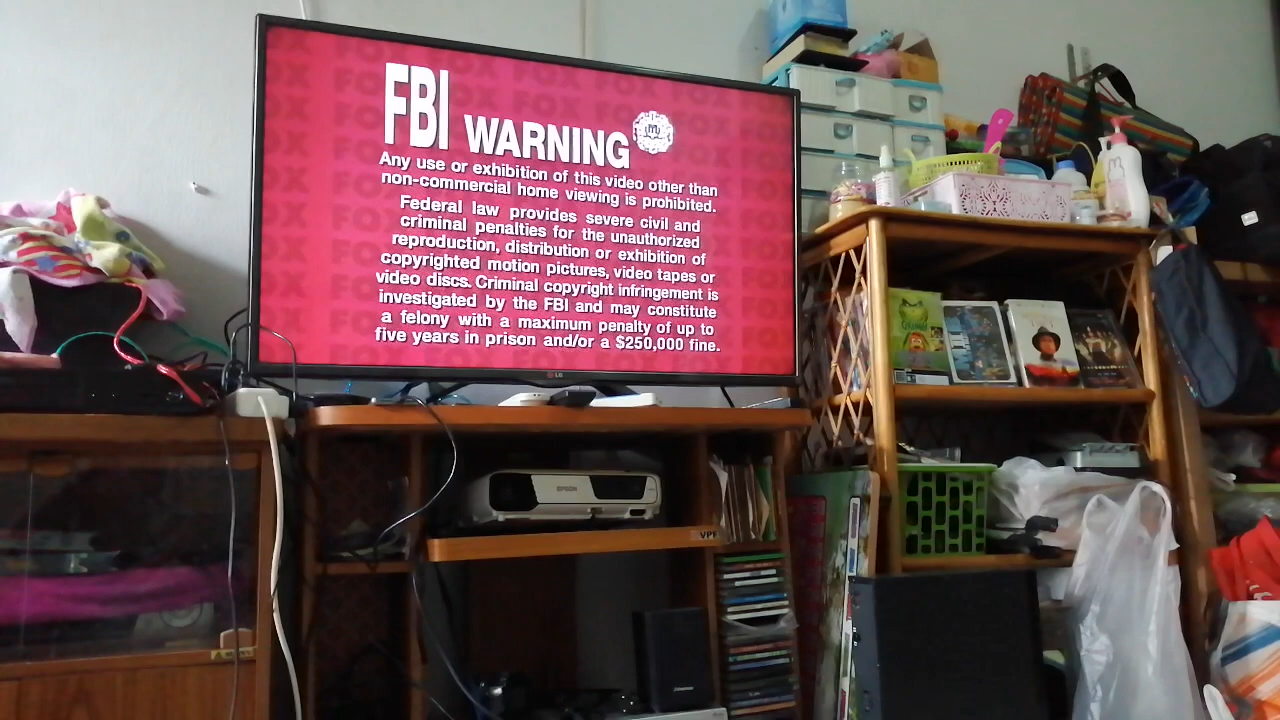 FBI WARNING
Any use or exhibition of this video other than
non-commercial home viewing is prohibited.
Federal law provides severe civil and
criminal penalties for the unauthorized
reproduction, distribution or exhibition of
copyrighted motion pictures, video tapes or
video discs. Criminal copyright infringement is
investigated by the FBI and may constitute
a felony with a maximum penalty of up to
five years in prison and/or a $250,000 fine.
LG
EPSON